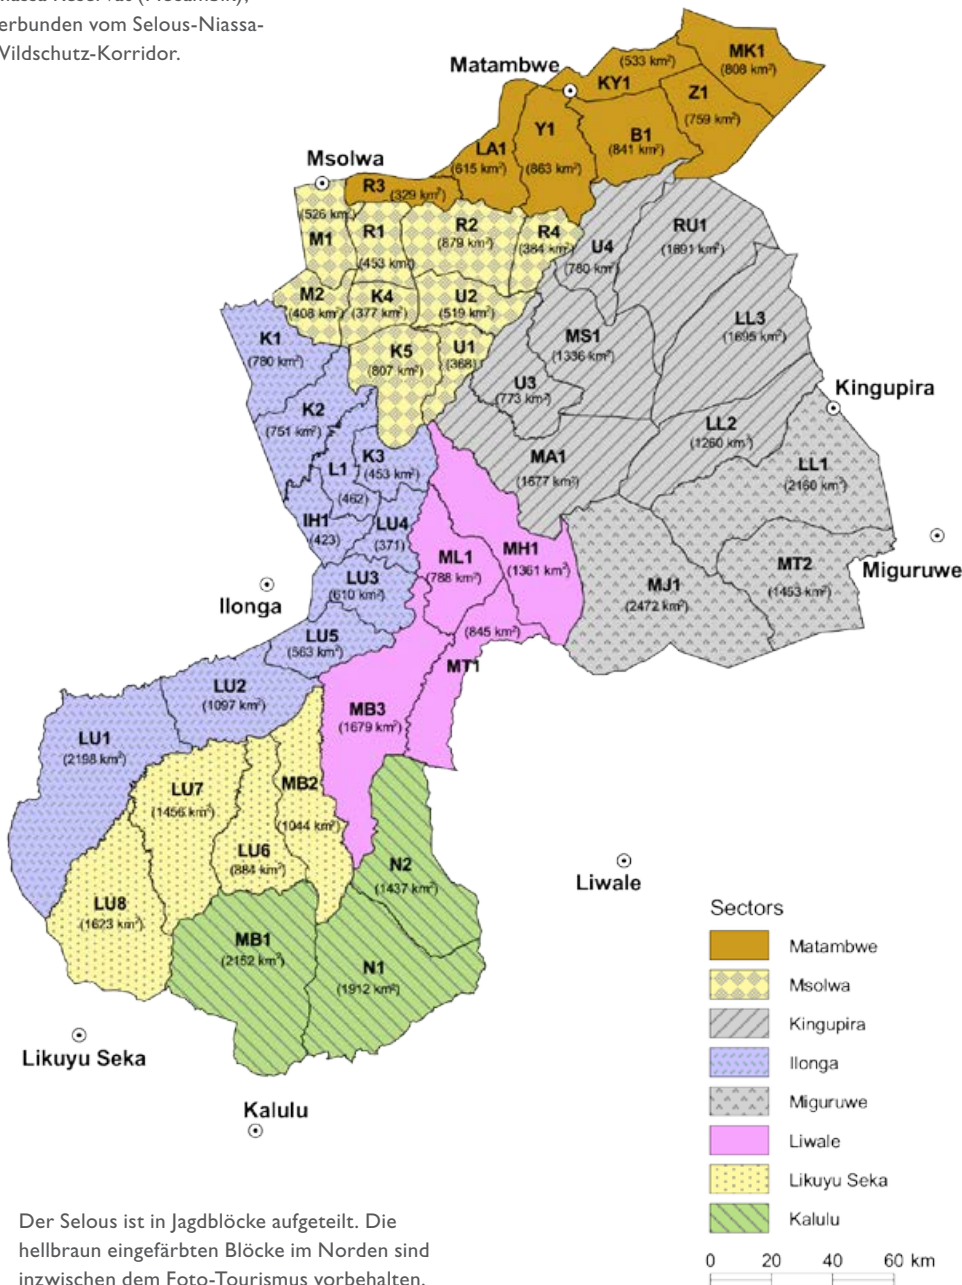 erbunden vom Selous-Niassa-
Wildschutz-Korridor.
Matambwe
(533 km²)
KY1
MK1
(808 km²)
Z1
(759 km²)
Y1
(863 km²)
B1
(841 km²)
LA1
(615 km²)
Msolwa
R3
(329 km²)
(526 km²)
M1
R1
(453 km²)
R2
(879 km²)
R4
(384 km²)
U4
(780 km²)
RU1
(1891 km²)
M2
(408 km²)
K4
(377 km²)
U2
(519 km²)
K1
(780 km²)
K5
(807 km²)
U1
(368)
MS1
(1336 km²)
LL3
(1695 km²)
U3
(773 km²)
Kingupira
K2
(751 km²)
LL2
(1260 km²)
K3
(453 km²)
L1
(462)
MA1
(1677 km²)
LL1
(2160 km²)
IH1
(423)
LU4
(371)
ML1
(788 km²)
MH1
(1361 km²)
MT2
(1453 km²)
Miguruwe
LU3
(610 km²)
MJ1
(2472 km²)
Ilonga
LU5
(563 km²)
(845 km²)
MT1
LU2
(1097 km²)
MB3
(1679 km²)
LU1
(2198 km²)
LU7
(1456 km²)
MB2
(1044 km²)
LU6
(884 km²)
N2
(1437 km²)
Liwale
LU8
(1623 km²)
MB1
(2152 km²)
N1
(1912 km²)
Likuyu Seka
Kalulu
Sectors
Matambwe
Msolwa
Kingupira
Ilonga
Miguruwe
Liwale
Likuyu Seka
Kalulu
0 20 40 60 km
Der Selous ist in Jagdblöcke aufgeteilt. Die
hellbraun eingefärbten Blöcke im Norden sind
inzwischen dem Foto-Tourismus vorbehalten.